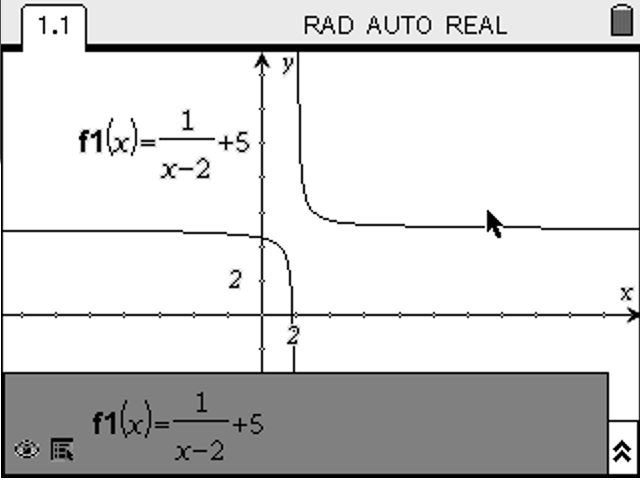 1.1 RAD AUTO REAL
y
f1(x)=1/(x−2)+5
2
x
2
f1(x)=1/(x−2)+5